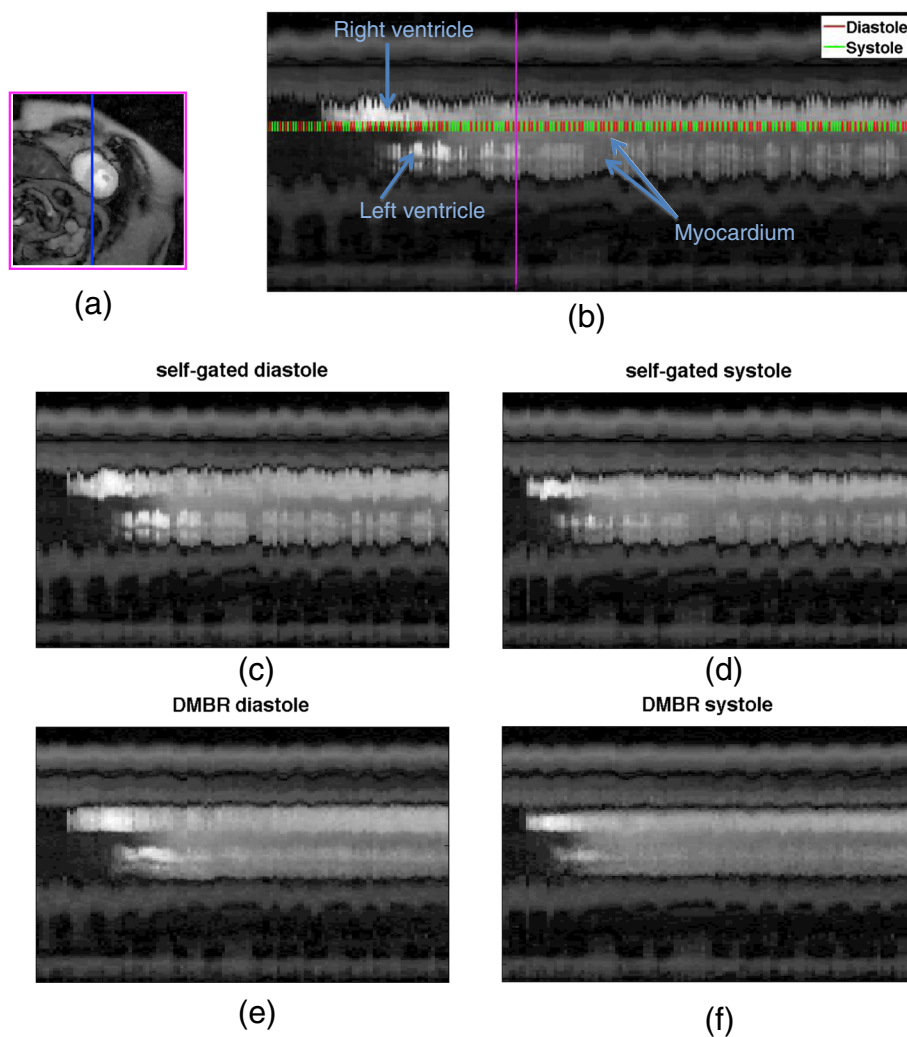 Right ventricle
Diastole
Systole
Left ventricle
Myocardium
(a)
(b)
self-gated diastole
self-gated systole
(c)
(d)
DMBR diastole
DMBR systole
(e)
(f)